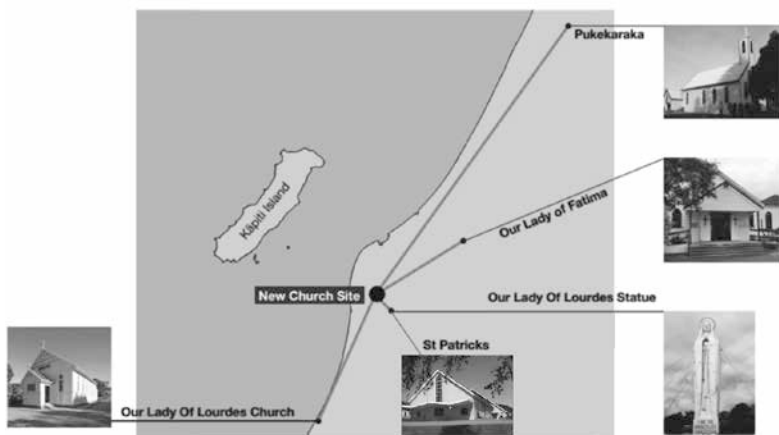 Pukekaraka
Kāpiti Island
Our Lady of Fatima
New Church Site
Our Lady Of Lourdes Statue
St Patricks
Our Lady Of Lourdes Church